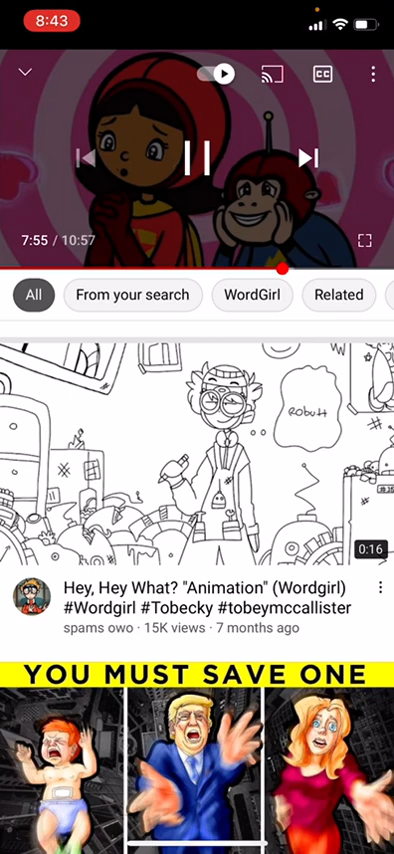 8:43
CC
7:55 / 10:57
All
From your search
WordGirl
Related
Robutt
0:16
Hey, Hey What? "Animation" (Wordgirl)
#Wordgirl #Tobecky #tobeymccallister
spams owo · 15K views · 7 months ago
YOU MUST SAVE ONE